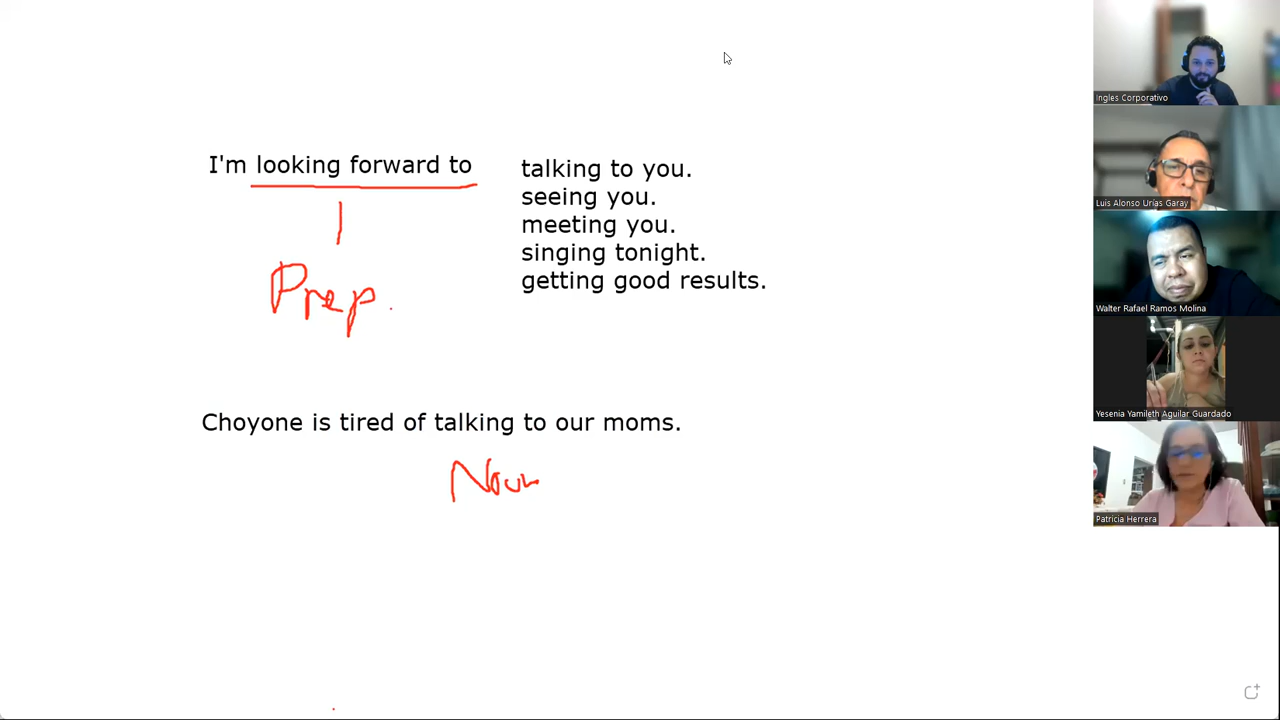 I'm looking forward to
talking to you.
seeing you.
meeting you.
singing tonight.
getting good results.
Prep.
Choyone is tired of talking to our moms.
Noun
Ingles Corporativo
Luis Alonso Urías Garay
Walter Rafael Ramos Molina
Yesenia Yamileth Aguilar Guardado
Patricia Herrera